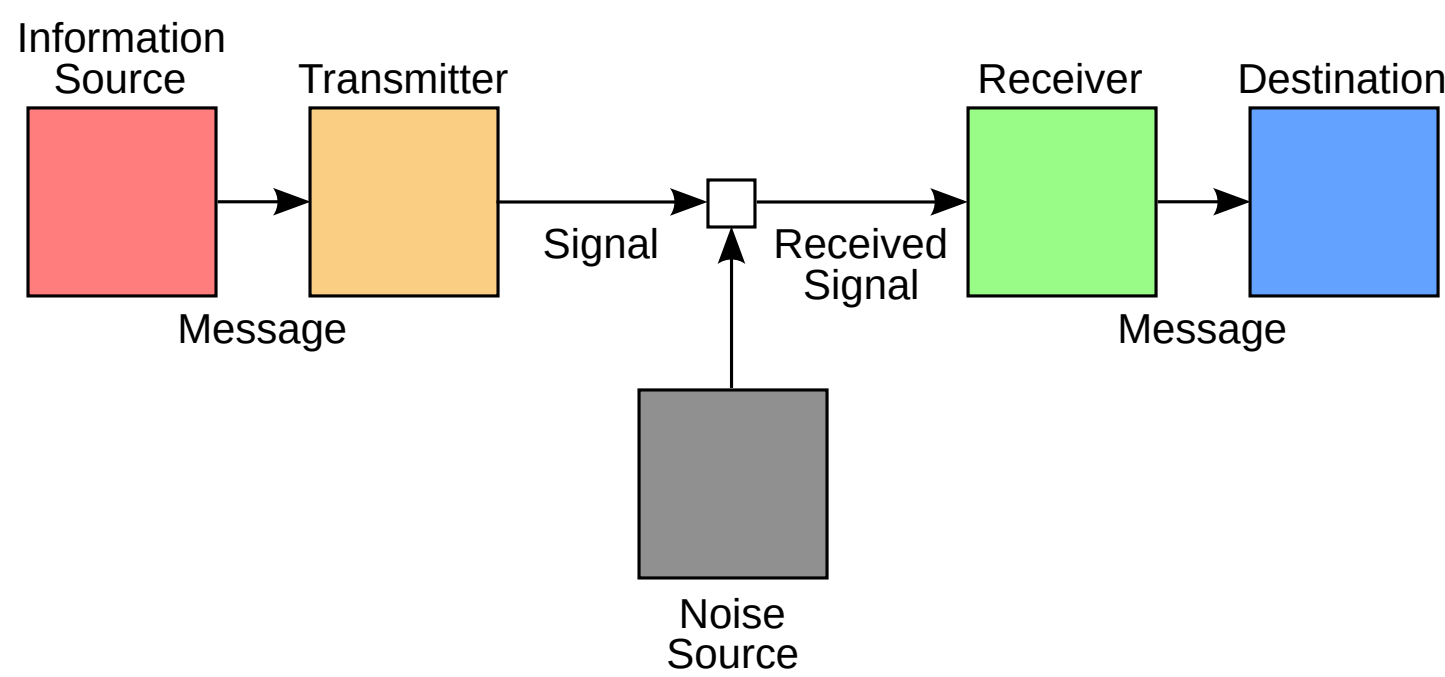 Information
Source
Transmitter
Receiver
Destination
Signal
Received
Signal
Message
Message
Noise
Source